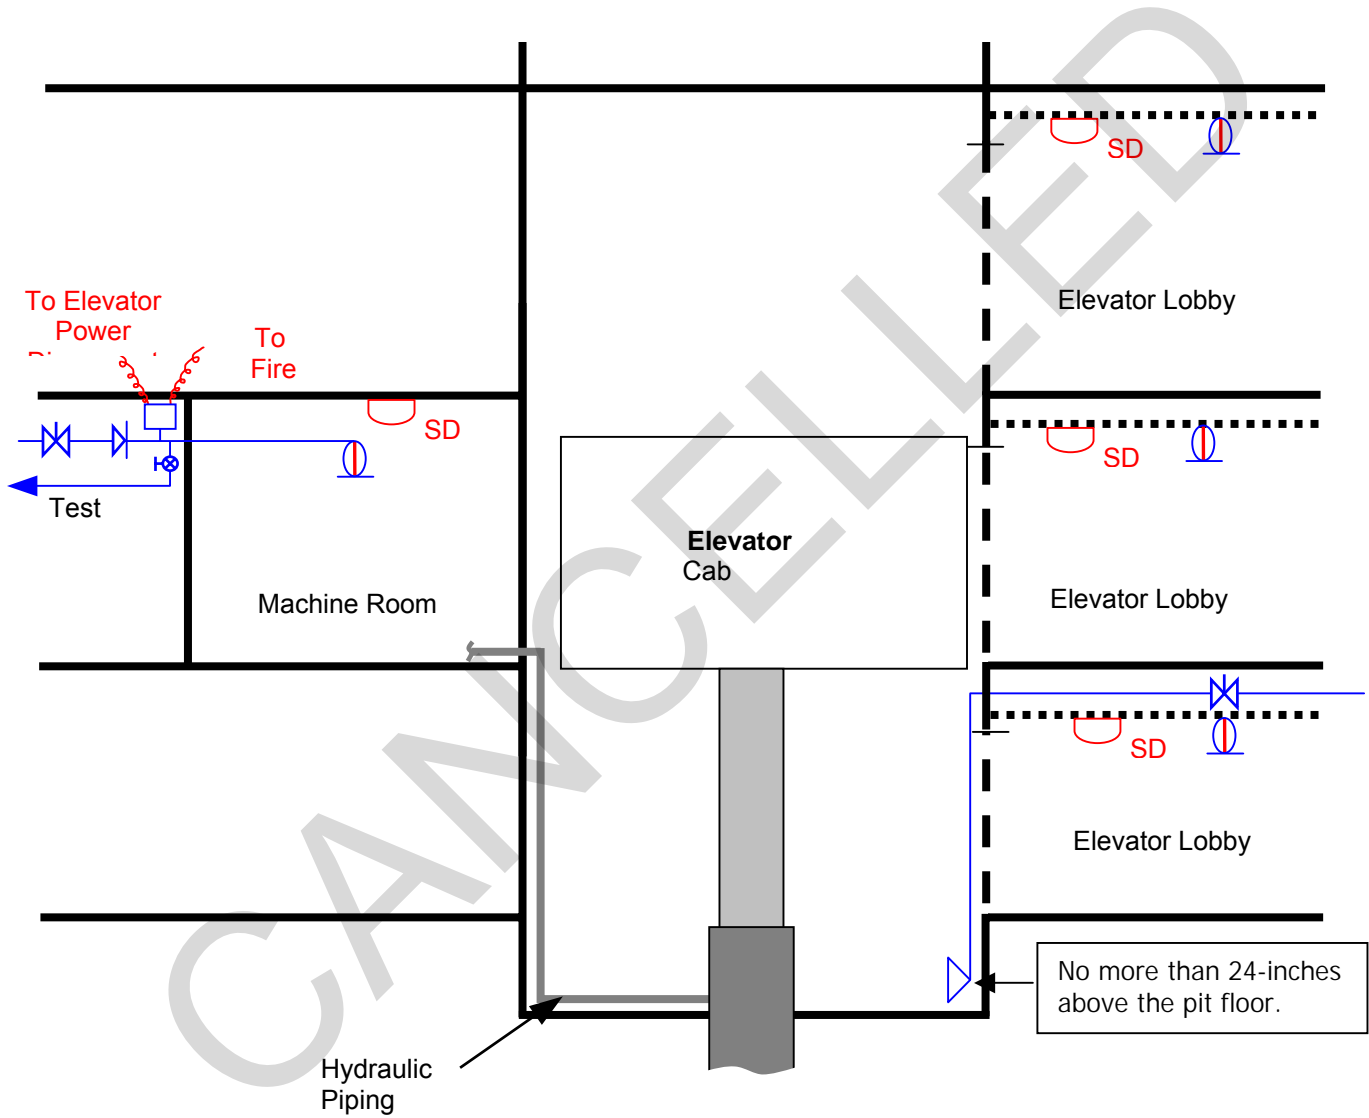 SD
Elevator Lobby
To Elevator
Power
To
Fire
SD
SD
Test
Elevator
Cab
Machine Room
Elevator Lobby
SD
Elevator Lobby
No more than 24-inches
above the pit floor.
Hydraulic
Piping
CANCELLED